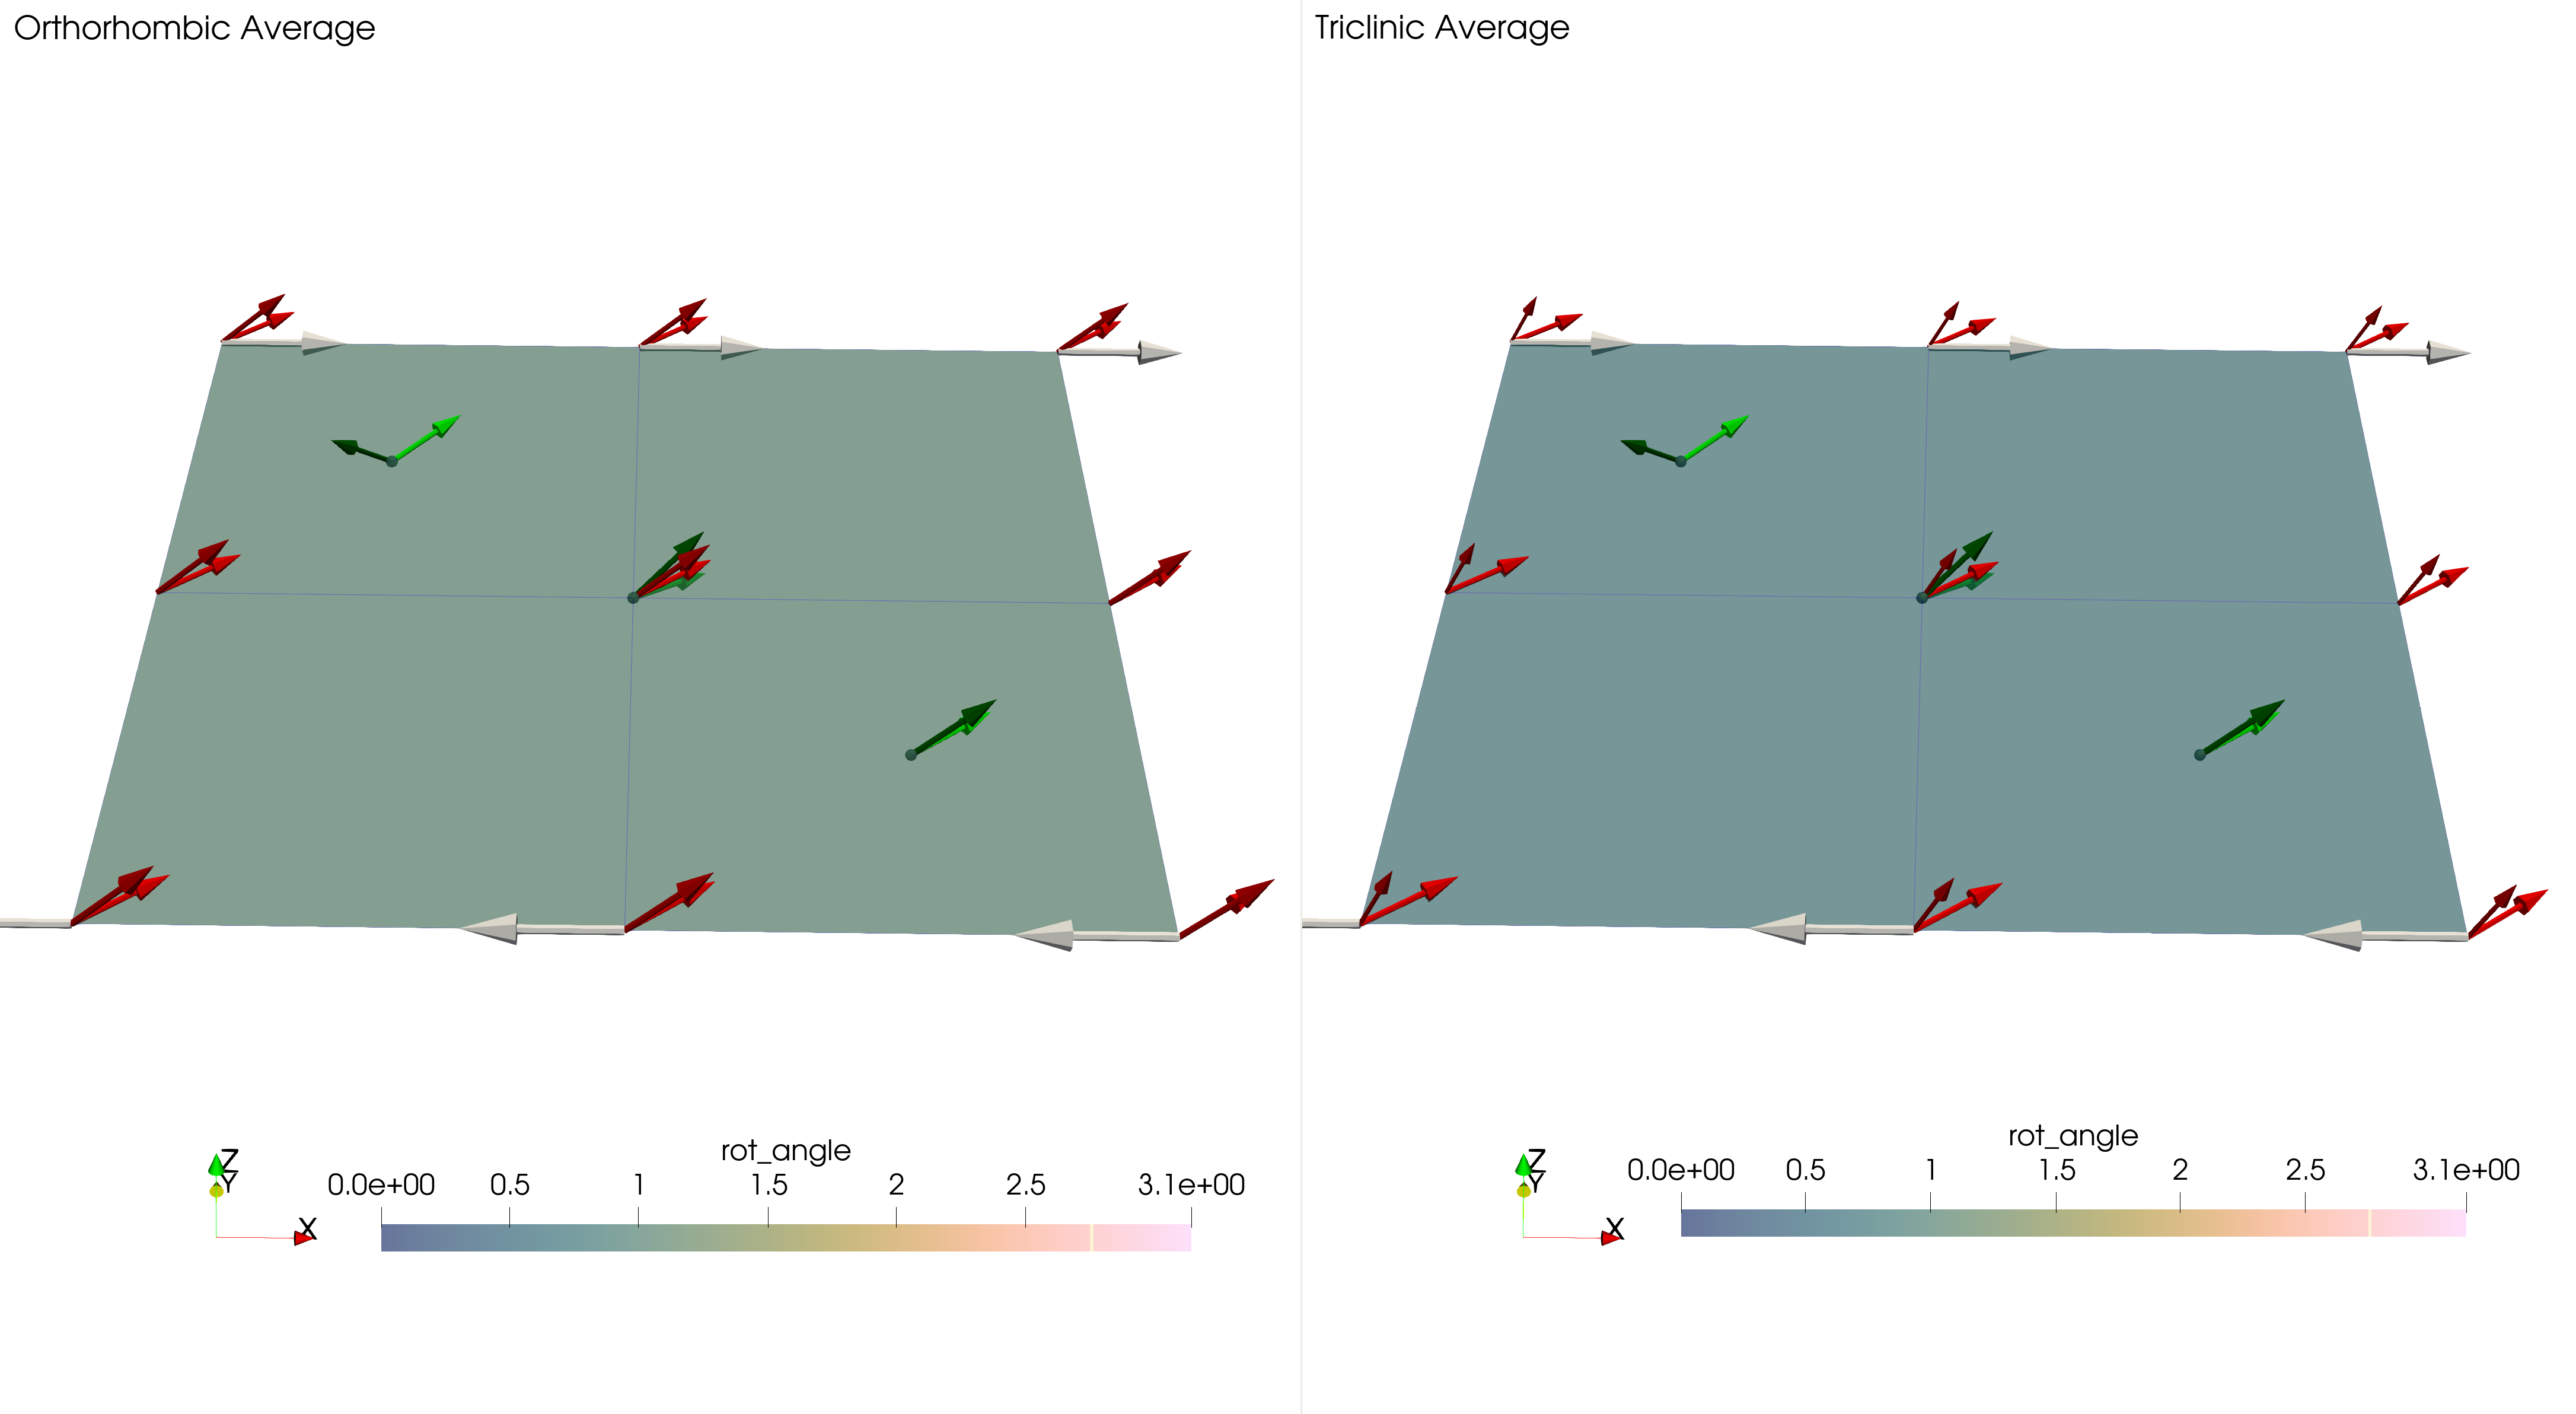 Orthorhombic Average
Triclinic Average
rot_angle
0.0e+00 0.5 1 1.5 2 2.5 3.1e+00
Z
Y
X
rot_angle
0.0e+00 0.5 1 1.5 2 2.5 3.1e+00
Z
Y
X